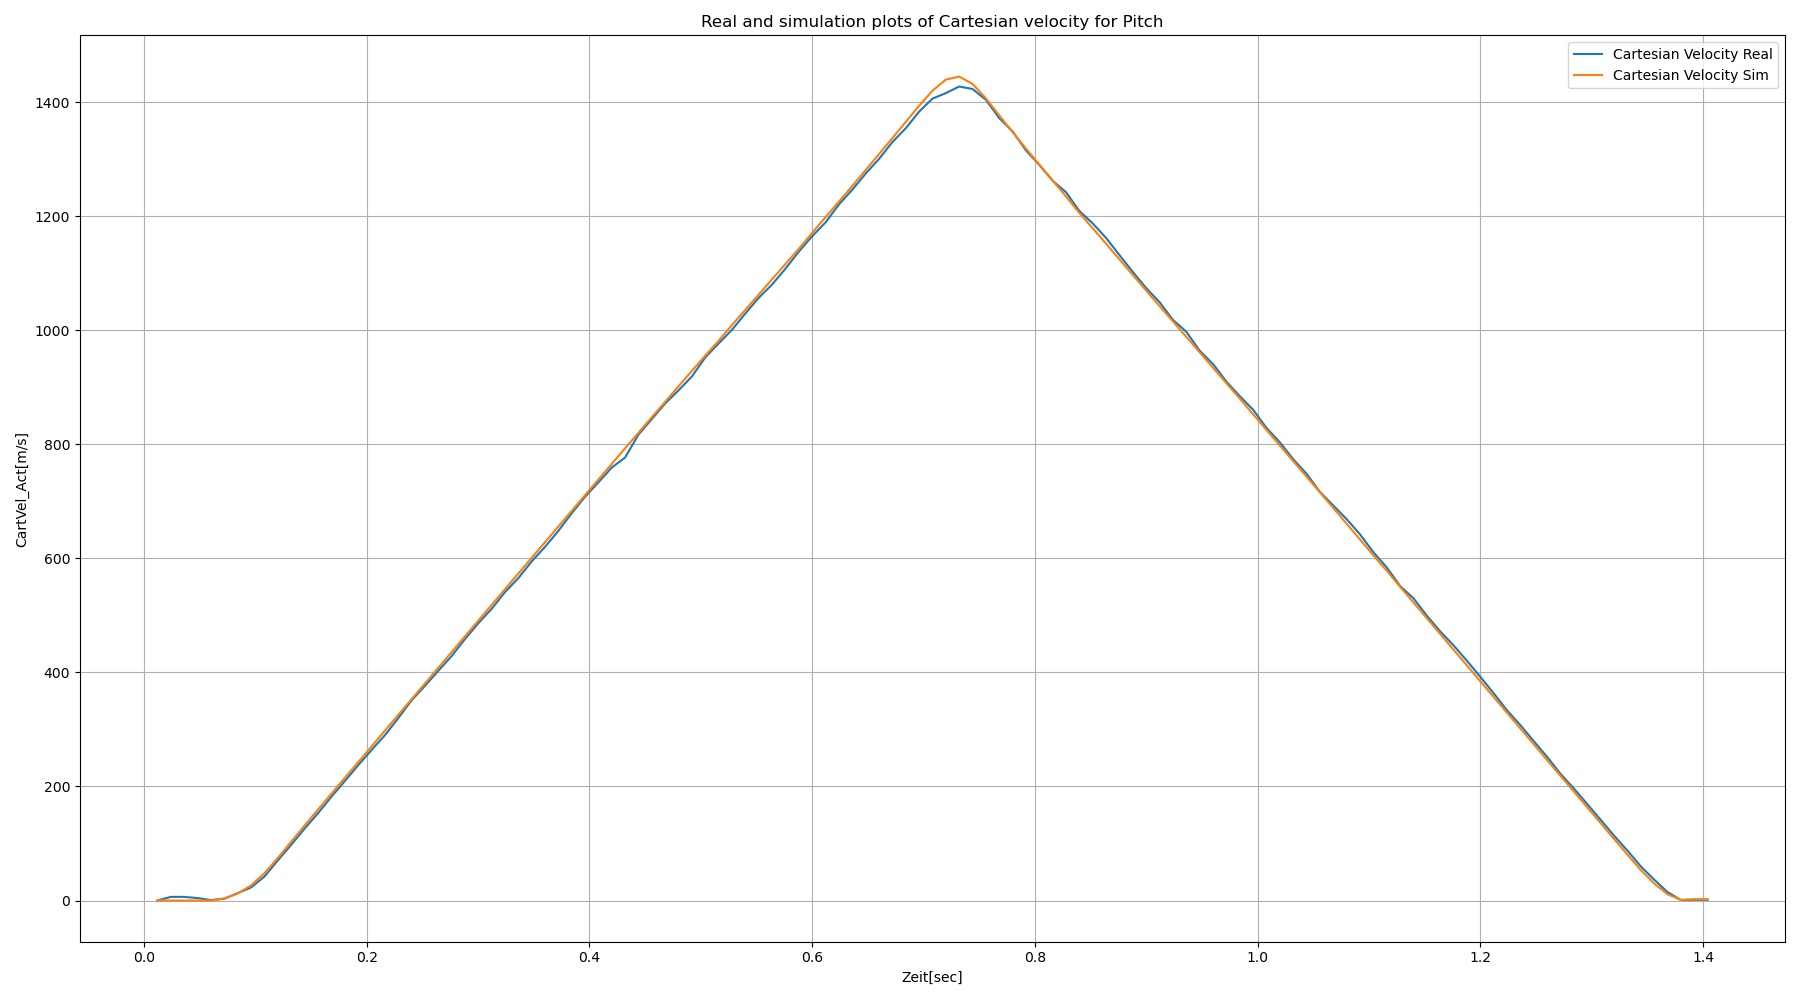 Real and simulation plots of Cartesian velocity for Pitch
Cartesian Velocity Real
Cartesian Velocity Sim
CartVel_Act[m/s]
1400
1200
1000
800
600
400
200
0
0.0 0.2 0.4 0.6 0.8 1.0 1.2 1.4
Zeit[sec]